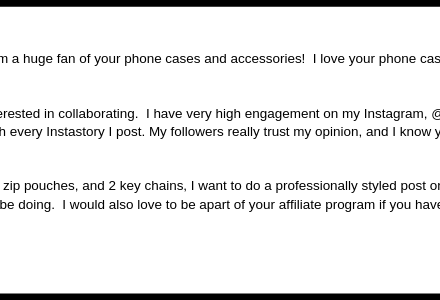 m a huge fan of your phone cases and accessories!  I love your phone cas
erested in collaborating.  I have very high engagement on my Instagram, @
h every Instastory I post. My followers really trust my opinion, and I know y
zip pouches, and 2 key chains, I want to do a professionally styled post o
be doing.  I would also love to be apart of your affiliate program if you have